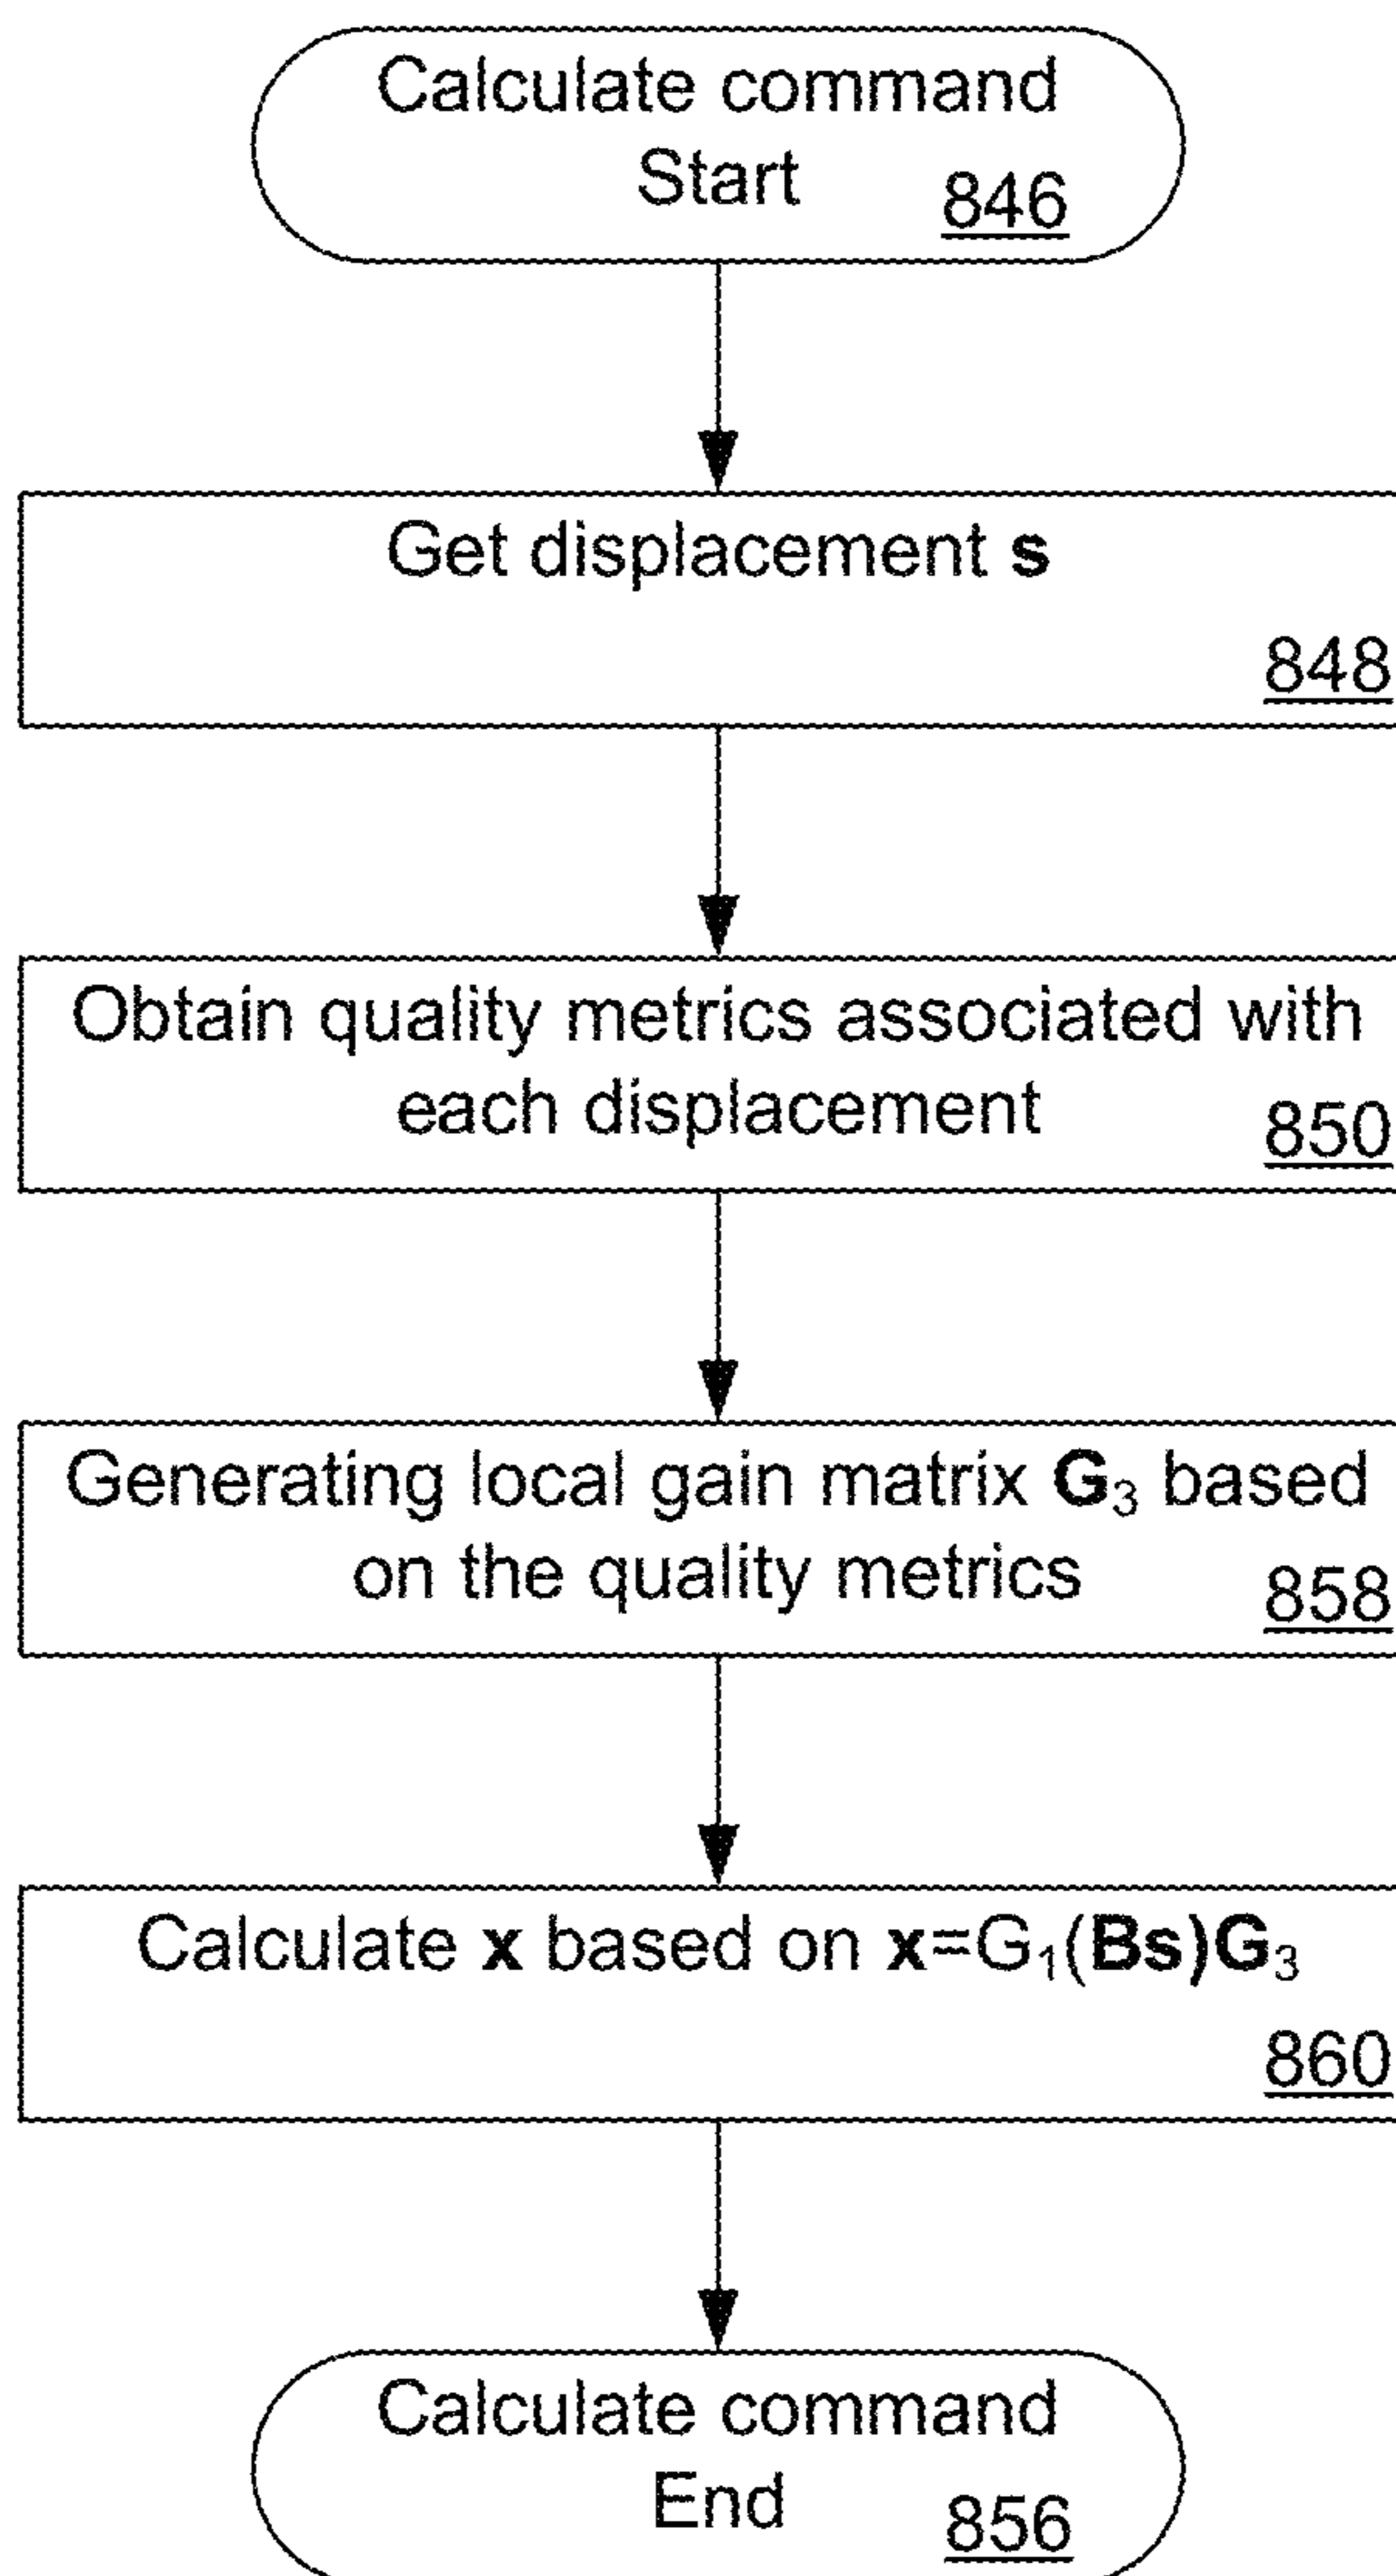 Calculate command
Start 846
Get displacement s
848
Obtain quality metrics associated with
each displacement 850
Generating local gain matrix G₃ based
on the quality metrics 858
Calculate x based on x=G₁(Bs)G₃
860
Calculate command
End 856